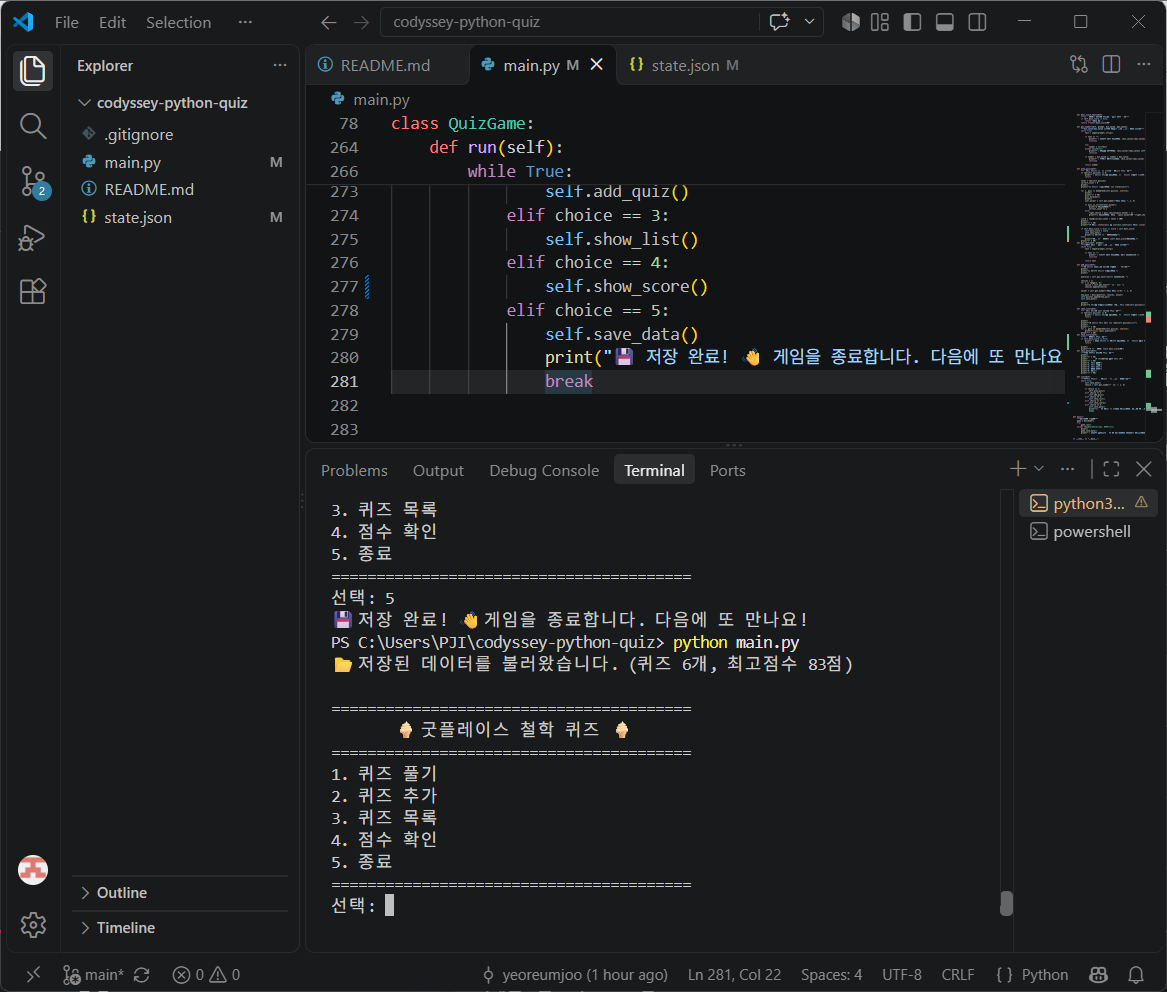 File Edit Selection ··· codyssey-python-quiz
Explorer ···
codyssey-python-quiz
.gitignore
main.py M
README.md
state.json M
Outline
Timeline
README.md main.py M state.json M
main.py
78 class QuizGame:
264 def run(self):
266 while True:
273 self.add_quiz()
274 elif choice == 3:
275 self.show_list()
276 elif choice == 4:
277 self.show_score()
278 elif choice == 5:
279 self.save_data()
280 print("💾 저장 완료! 👋 게임을 종료합니다. 다음에 또 만나요
281 break
282
283
Problems Output Debug Console Terminal Ports
python3...
powershell
3. 퀴즈 목록
4. 점수 확인
5. 종료
========================================
선택: 5
💾 저장 완료! 👋 게임을 종료합니다. 다음에 또 만나요!
PS C:\Users\PJI\codyssey-python-quiz> python main.py
📂 저장된 데이터를 불러왔습니다. (퀴즈 6개, 최고점수 83점)
========================================
🍦 굿플레이스 철학 퀴즈 🍦
========================================
1. 퀴즈 풀기
2. 퀴즈 추가
3. 퀴즈 목록
4. 점수 확인
5. 종료
========================================
선택:
2
main* 0 0 yeoreumjoo (1 hour ago) Ln 281, Col 22 Spaces: 4 UTF-8 CRLF { } Python